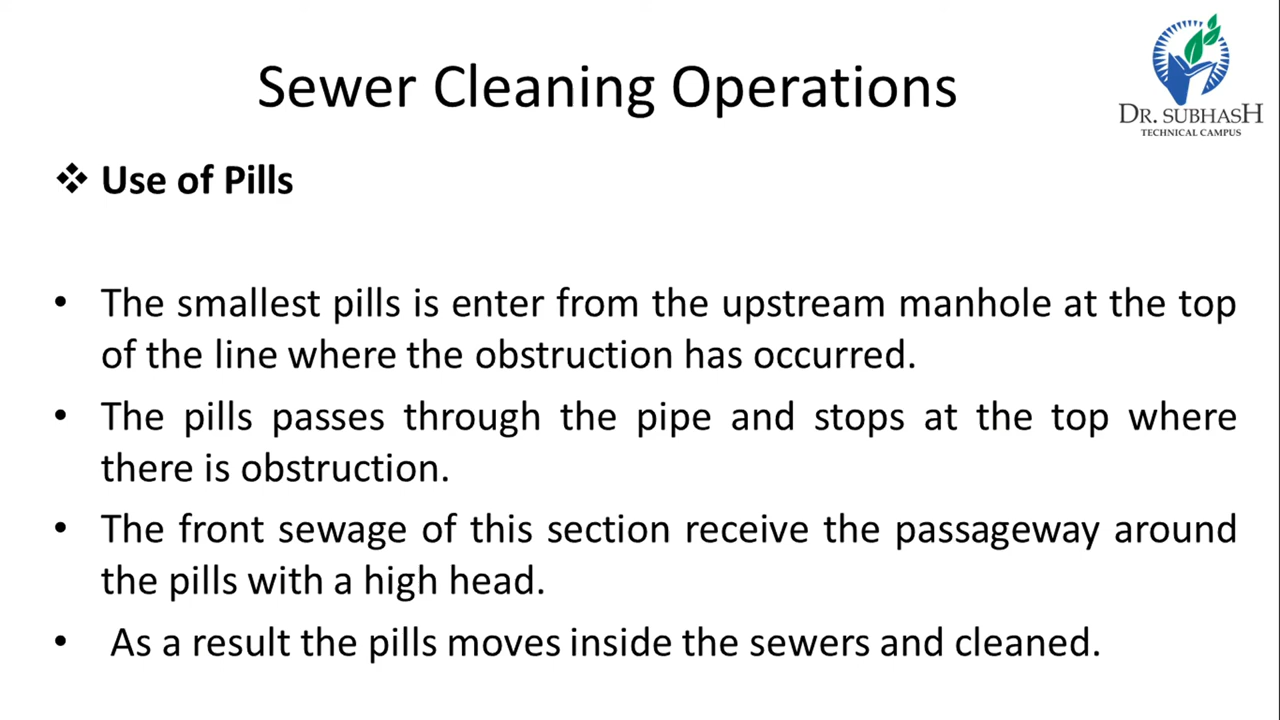 Sewer Cleaning Operations
DR. SUBHASH
TECHNICAL CAMPUS
❖ Use of Pills
• The smallest pills is enter from the upstream manhole at the top
of the line where the obstruction has occurred.
• The pills passes through the pipe and stops at the top where
there is obstruction.
• The front sewage of this section receive the passageway around
the pills with a high head.
• As a result the pills moves inside the sewers and cleaned.